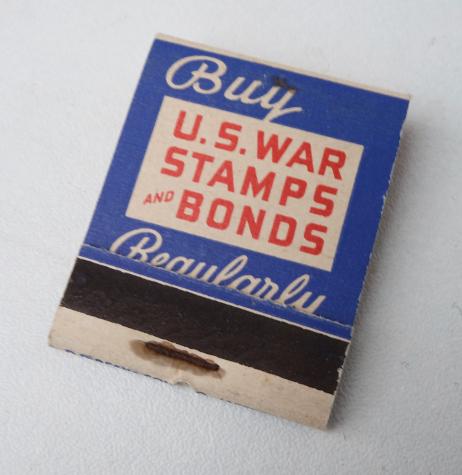 Buy
U.S. WAR
STAMPS
AND BONDS
Regularly